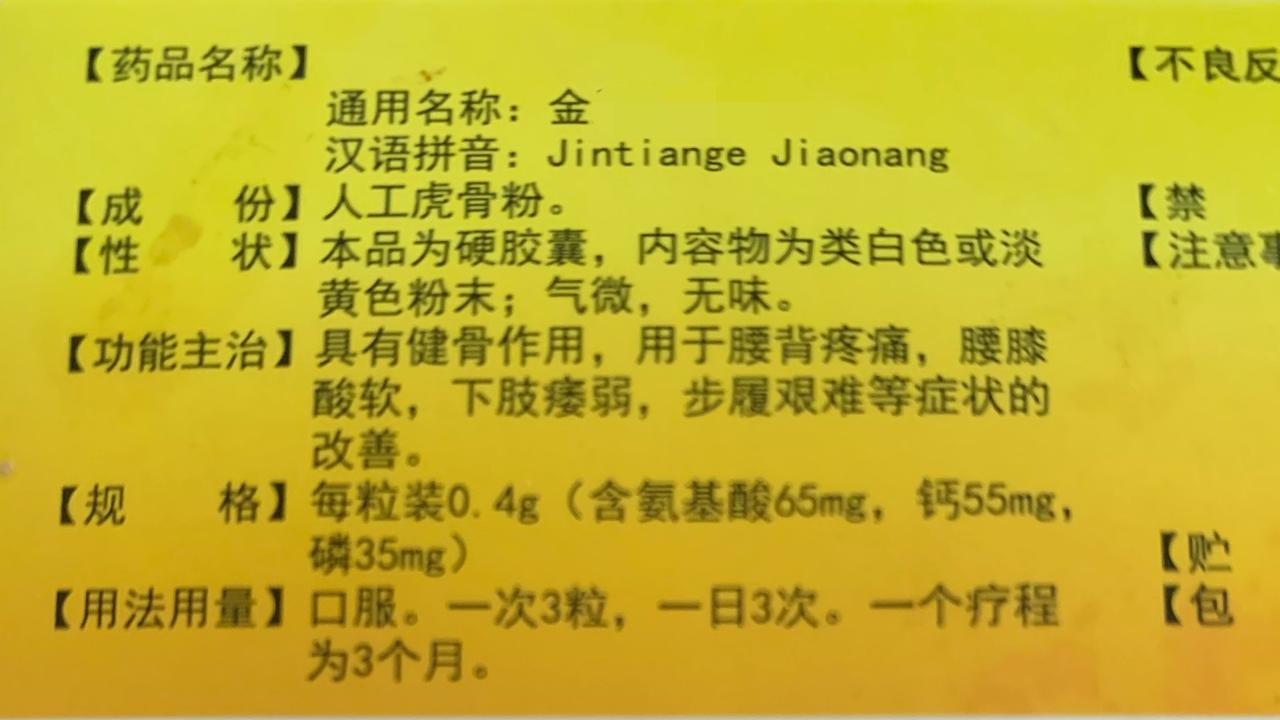 【药品名称】
通用名称：金
汉语拼音：Jintiange Jiaonang
【成 份】人工虎骨粉。
【性 状】本品为硬胶囊，内容物为类白色或淡
黄色粉末；气微，无味。
【功能主治】具有健骨作用，用于腰背疼痛，腰膝
酸软，下肢痿弱，步履艰难等症状的
改善。
【规 格】每粒装0.4g（含氨基酸65mg，钙55mg，
磷35mg）
【用法用量】口服。一次3粒，一日3次。一个疗程
为3个月。
【不良反
【禁
【注意事
【贮
【包